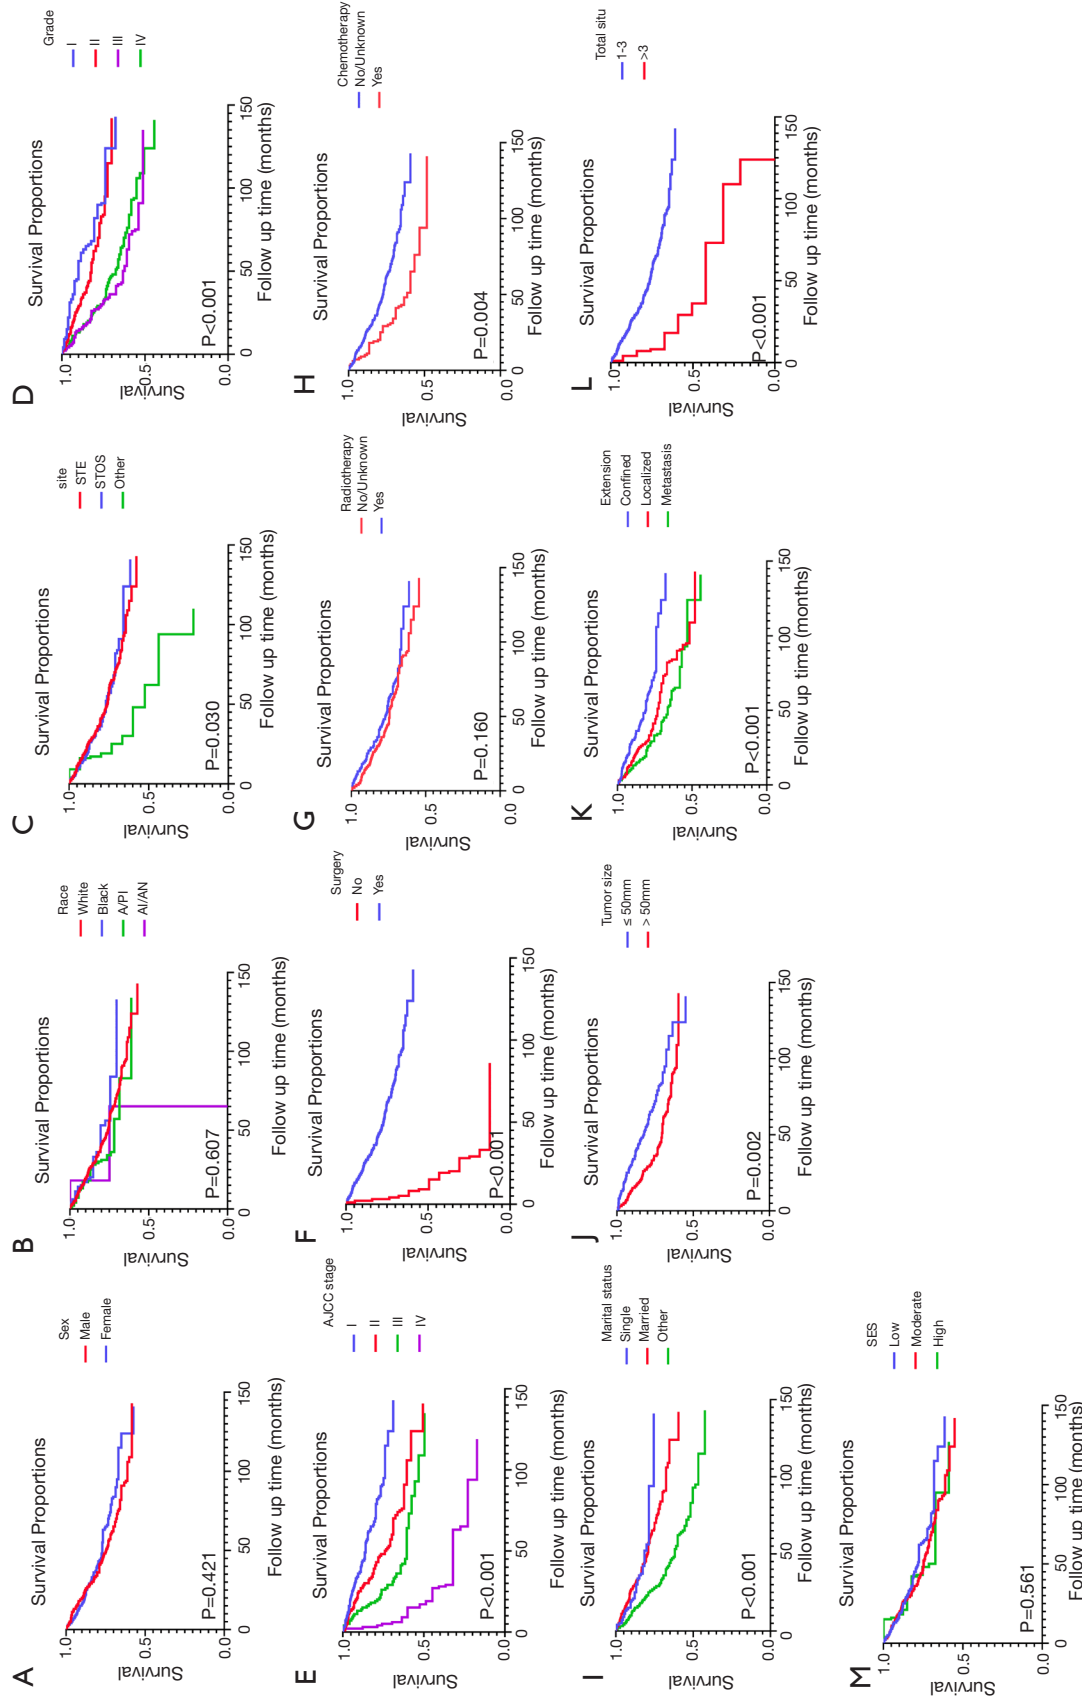 A
Survival Proportions
Survival
1.0
0.5
0.0
P=0.421
0
50
100
150
Follow up time (months)
Sex
Male
Female
B
Survival Proportions
Survival
1.0
0.5
0.0
P=0.607
0
50
100
150
Follow up time (months)
Race
White
Black
A/PI
AI/AN
C
Survival Proportions
Survival
1.0
0.5
0.0
P=0.030
0
50
100
150
Follow up time (months)
site
STE
STOS
Other
D
Survival Proportions
Survival
1.0
0.5
0.0
P<0.001
0
50
100
150
Follow up time (months)
Grade
I
II
III
IV
E
Survival Proportions
Survival
1.0
0.5
0.0
P<0.001
0
50
100
150
Follow up time (months)
AJCC stage
I
II
III
IV
F
Survival Proportions
Survival
1.0
0.5
0.0
P<0.001
0
50
100
150
Follow up time (months)
Surgery
No
Yes
G
Survival Proportions
Survival
1.0
0.5
0.0
P=0.160
0
50
100
150
Follow up time (months)
Radiotherapy
No/Unknown
Yes
H
Survival Proportions
Survival
1.0
0.5
0.0
P=0.004
0
50
100
150
Follow up time (months)
Chemotherapy
No/Unknown
Yes
I
Survival Proportions
Survival
1.0
0.5
0.0
P<0.001
0
50
100
150
Follow up time (months)
Marital status
Single
Married
Other
J
Survival Proportions
Survival
1.0
0.5
0.0
P=0.002
0
50
100
150
Follow up time (months)
Tumor size
≤ 50mm
> 50mm
K
Survival Proportions
Survival
1.0
0.5
0.0
P<0.001
0
50
100
150
Follow up time (months)
Extension
Confined
Localized
Metastasis
L
Survival Proportions
Survival
1.0
0.5
0.0
P<0.001
0
50
100
150
Follow up time (months)
Total situ
1-3
>3
M
Survival Proportions
Survival
1.0
0.5
0.0
P=0.561
0
50
100
150
Follow up time (months)
SES
Low
Moderate
High